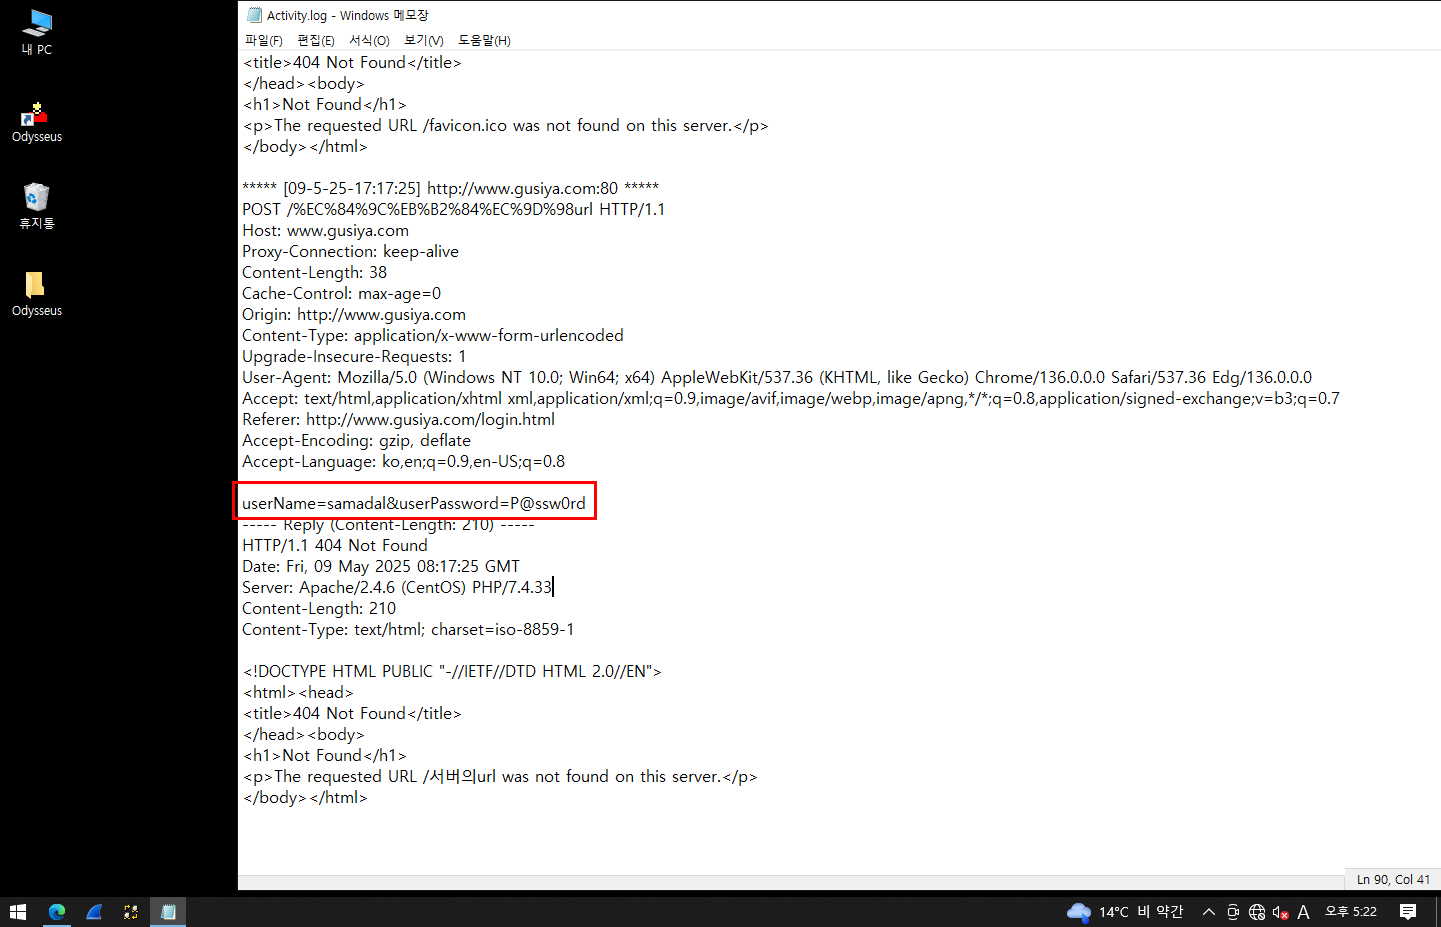 내 PC
Odysseus
휴지통
Odysseus
Activity.log - Windows 메모장
파일(F) 편집(E) 서식(O) 보기(V) 도움말(H)
<title>404 Not Found</title>
</head><body>
<h1>Not Found</h1>
<p>The requested URL /favicon.ico was not found on this server.</p>
</body></html>
***** [09-5-25-17:17:25] http://www.gusiya.com:80 *****
POST /%EC%84%9C%EB%B2%84%EC%9D%98url HTTP/1.1
Host: www.gusiya.com
Proxy-Connection: keep-alive
Content-Length: 38
Cache-Control: max-age=0
Origin: http://www.gusiya.com
Content-Type: application/x-www-form-urlencoded
Upgrade-Insecure-Requests: 1
User-Agent: Mozilla/5.0 (Windows NT 10.0; Win64; x64) AppleWebKit/537.36 (KHTML, like Gecko) Chrome/136.0.0.0 Safari/537.36 Edg/136.0.0.0
Accept: text/html,application/xhtml xml,application/xml;q=0.9,image/avif,image/webp,image/apng,*/*;q=0.8,application/signed-exchange;v=b3;q=0.7
Referer: http://www.gusiya.com/login.html
Accept-Encoding: gzip, deflate
Accept-Language: ko,en;q=0.9,en-US;q=0.8
userName=samadal&userPassword=P@ssw0rd
----- Reply (Content-Length: 210) -----
HTTP/1.1 404 Not Found
Date: Fri, 09 May 2025 08:17:25 GMT
Server: Apache/2.4.6 (CentOS) PHP/7.4.33
Content-Length: 210
Content-Type: text/html; charset=iso-8859-1
<!DOCTYPE HTML PUBLIC "-//IETF//DTD HTML 2.0//EN">
<html><head>
<title>404 Not Found</title>
</head><body>
<h1>Not Found</h1>
<p>The requested URL /서버의url was not found on this server.</p>
</body></html>
Ln 90, Col 41
14°C 비 약간 A 오후 5:22